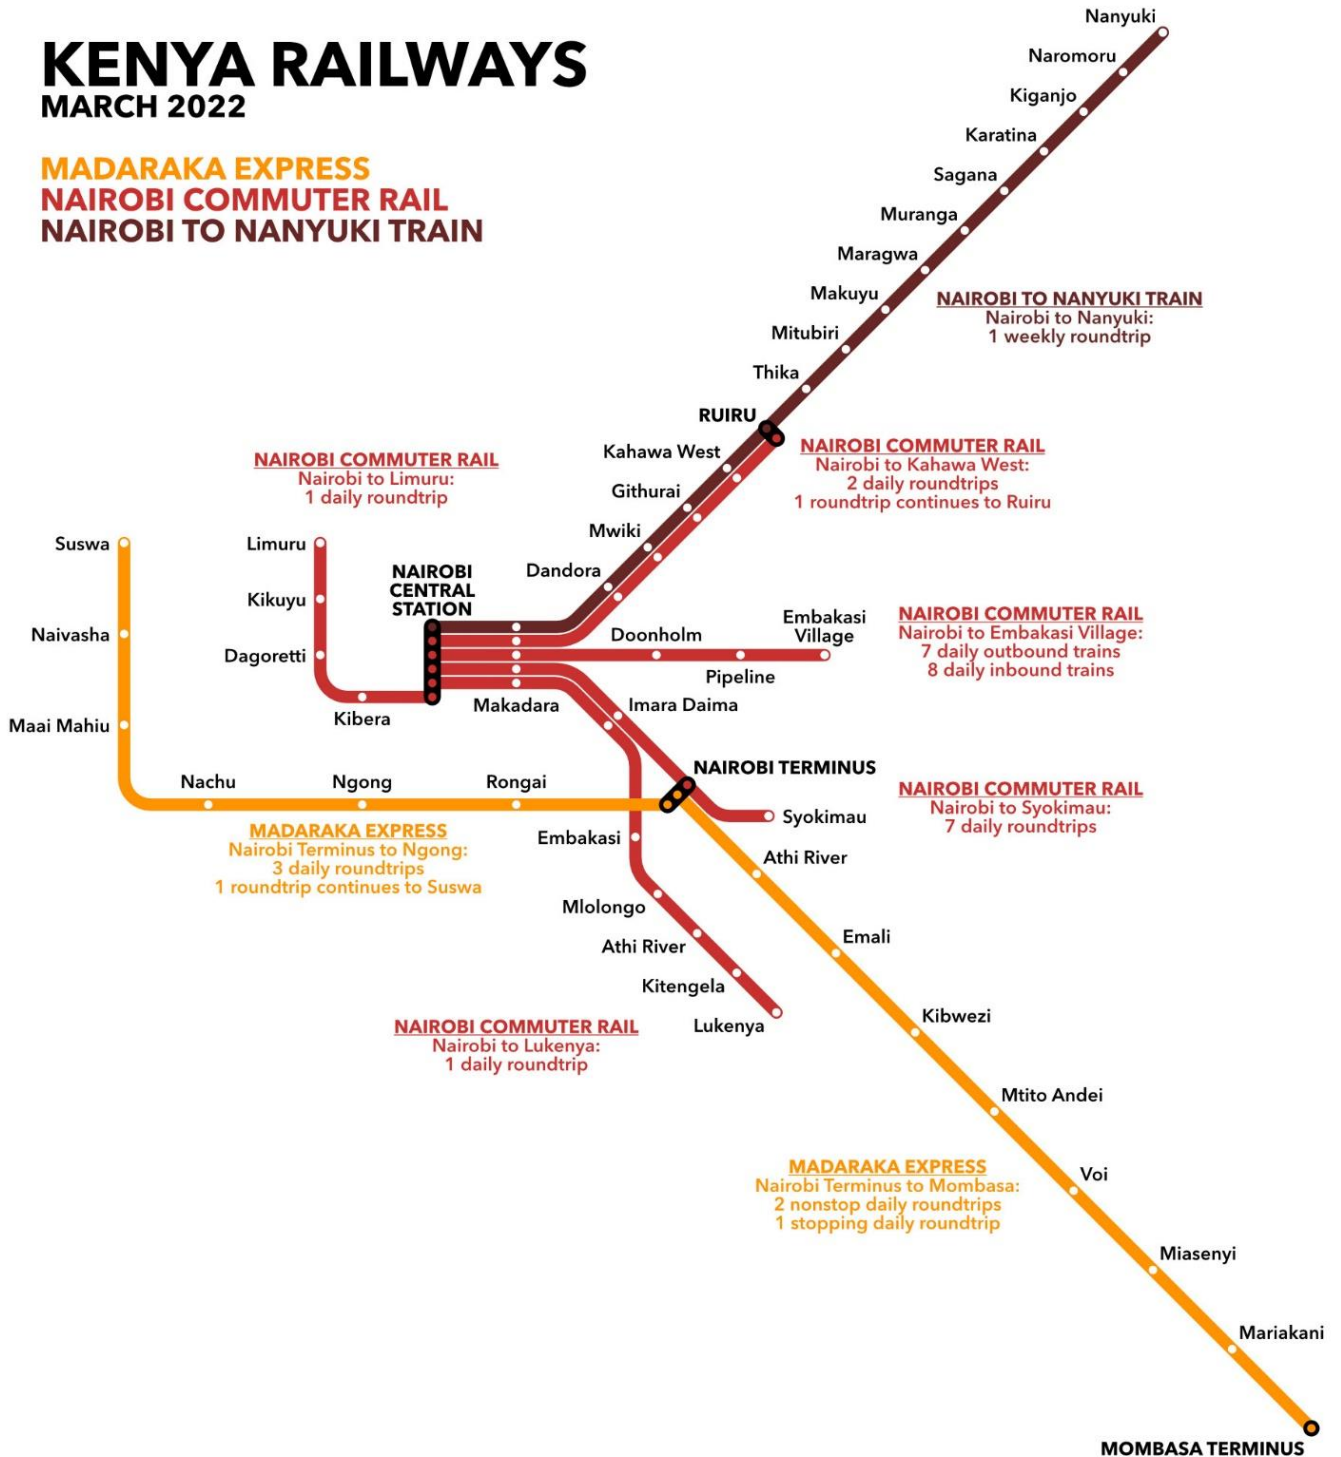 KENYA RAILWAYS
MARCH 2022
MADARAKA EXPRESS
NAIROBI COMMUTER RAIL
NAIROBI TO NANYUKI TRAIN
Nanyuki
Naromoru
Kiganjo
Karatina
Sagana
Muranga
Maragwa
Makuyu
Mitubiri
Thika
NAIROBI TO NANYUKI TRAIN
Nairobi to Nanyuki:
1 weekly roundtrip
RUIRU
Kahawa West
Githurai
Mwiki
Dandora
NAIROBI COMMUTER RAIL
Nairobi to Kahawa West:
2 daily roundtrips
1 roundtrip continues to Ruiru
NAIROBI COMMUTER RAIL
Nairobi to Limuru:
1 daily roundtrip
Suswa
Naivasha
Maai Mahiu
Limuru
Kikuyu
Dagoretti
Kibera
NAIROBI
CENTRAL
STATION
Makadara
Doonholm
Pipeline
Embakasi
Village
NAIROBI COMMUTER RAIL
Nairobi to Embakasi Village:
7 daily outbound trains
8 daily inbound trains
Imara Daima
NAIROBI TERMINUS
Syokimau
NAIROBI COMMUTER RAIL
Nairobi to Syokimau:
7 daily roundtrips
Nachu
Ngong
Rongai
MADARAKA EXPRESS
Nairobi Terminus to Ngong:
3 daily roundtrips
1 roundtrip continues to Suswa
Embakasi
Mlolongo
Athi River
Kitengela
Lukenya
NAIROBI COMMUTER RAIL
Nairobi to Lukenya:
1 daily roundtrip
Athi River
Emali
Kibwezi
Mtito Andei
Voi
Miasenyi
Mariakani
MADARAKA EXPRESS
Nairobi Terminus to Mombasa:
2 nonstop daily roundtrips
1 stopping daily roundtrip
MOMBASA TERMINUS